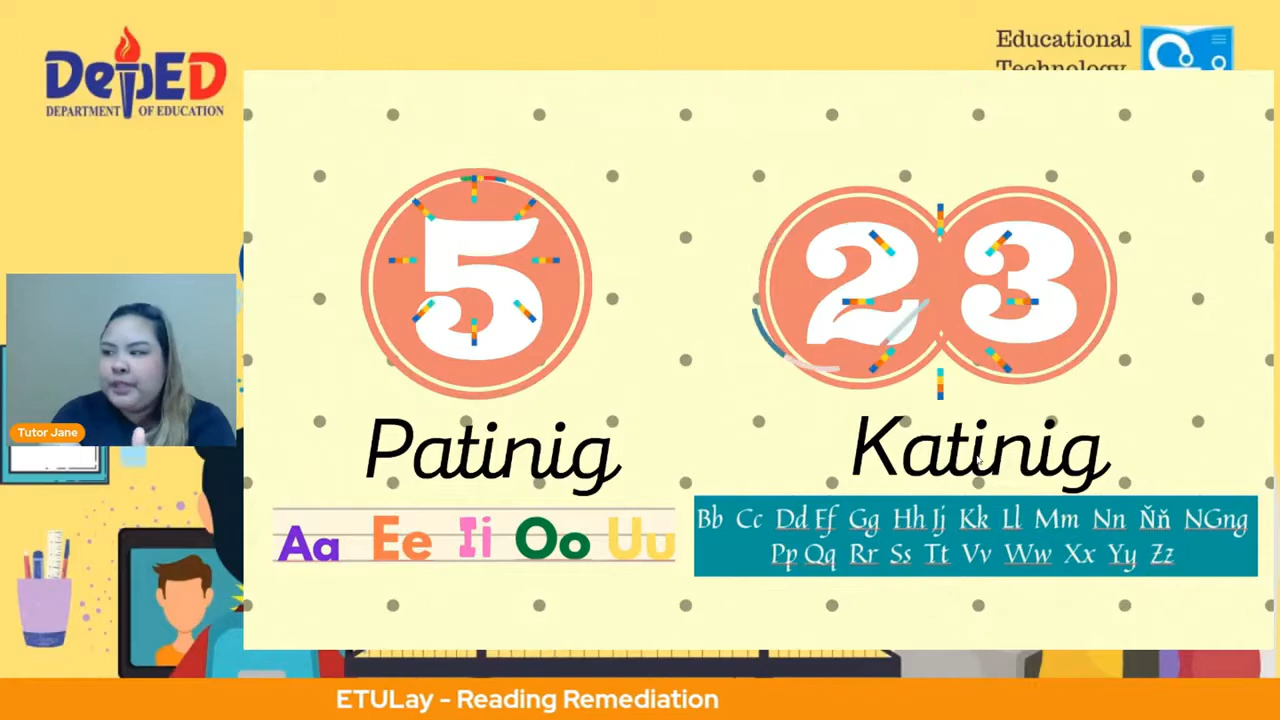 DepED
DEPARTMENT OF EDUCATION
Educational
Technology
5
23
Patinig
Katinig
Aa Ee Ii Oo Uu
Bb Cc Dd Ff Gg Hh Jj Kk Ll Mm Nn Ňň NGng
Pp Qq Rr Ss Tt Vv Ww Xx Yy Zz
Tutor Jane
ETULay - Reading Remediation